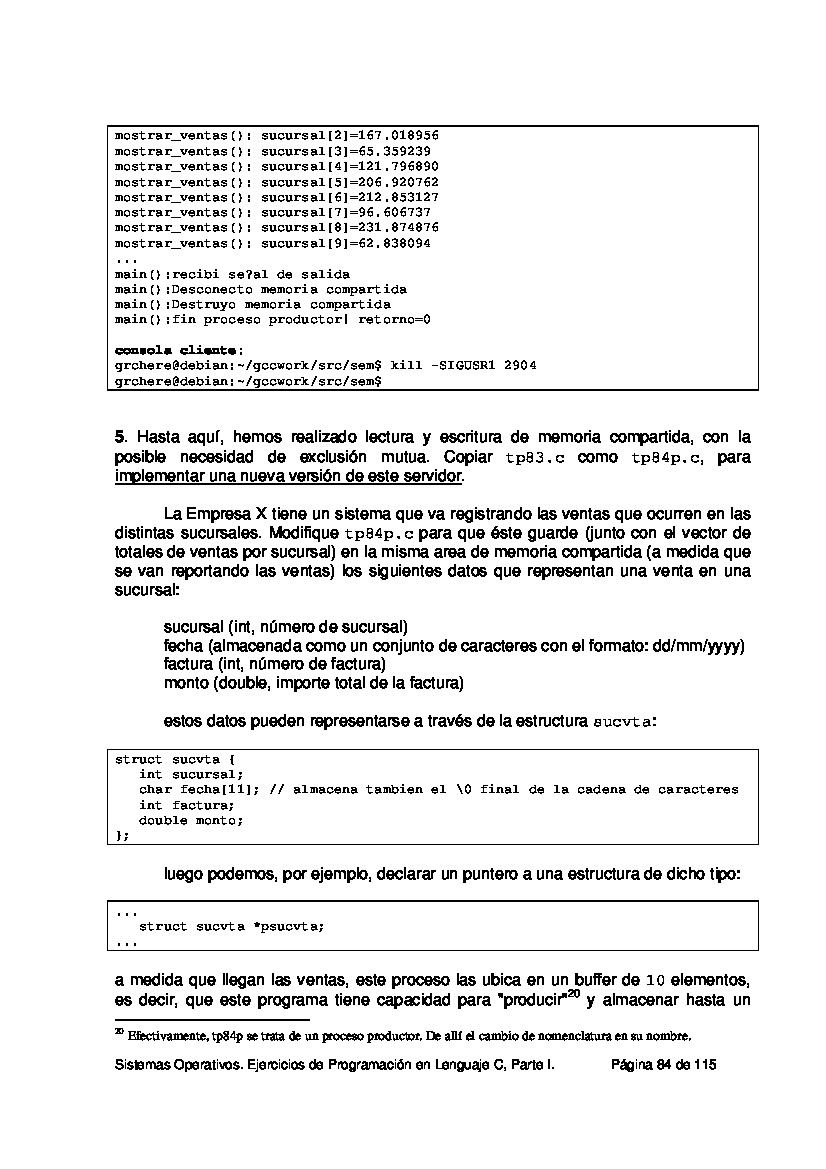 mostrar_ventas(): sucursal[2]=167.018956
mostrar_ventas(): sucursal[3]=65.359239
mostrar_ventas(): sucursal[4]=121.796890
mostrar_ventas(): sucursal[5]=206.920762
mostrar_ventas(): sucursal[6]=212.853127
mostrar_ventas(): sucursal[7]=96.606737
mostrar_ventas(): sucursal[8]=231.874876
mostrar_ventas(): sucursal[9]=62.838094
...
main():recibi se?al de salida
main():Desconecto memoria compartida
main():Destruyo memoria compartida
main():fin proceso productor! retorno=0
consola cliente:
grchere@debian:~/gccwork/src/sem$ kill -SIGUSR1 2904
grchere@debian:~/gccwork/src/sem$
5. Hasta aquí, hemos realizado lectura y escritura de memoria compartida, con la
posible necesidad de exclusión mutua. Copiar tp83.c como tp84p.c, para
implementar una nueva versión de este servidor.
La Empresa X tiene un sistema que va registrando las ventas que ocurren en las
distintas sucursales. Modifique tp84p.c para que éste guarde (junto con el vector de
totales de ventas por sucursal) en la misma area de memoria compartida (a medida que
se van reportando las ventas) los siguientes datos que representan una venta en una
sucursal:
sucursal (int, número de sucursal)
fecha (almacenada como un conjunto de caracteres con el formato: dd/mm/yyyy)
factura (int, número de factura)
monto (double, importe total de la factura)
estos datos pueden representarse a través de la estructura sucvta:
struct sucvta {
int sucursal;
char fecha[11]; // almacena tambien el \0 final de la cadena de caracteres
int factura;
double monto;
};
luego podemos, por ejemplo, declarar un puntero a una estructura de dicho tipo:
...
struct sucvta *psucvta;
...
a medida que llegan las ventas, este proceso las ubica en un buffer de 10 elementos,
es decir, que este programa tiene capacidad para "producir"20 y almacenar hasta un
20 Efectivamente, tp84p se trata de un proceso productor. De allí el cambio de nomenclatura en su nombre.
Sistemas Operativos. Ejercicios de Programación en Lenguaje C, Parte I. Página 84 de 115